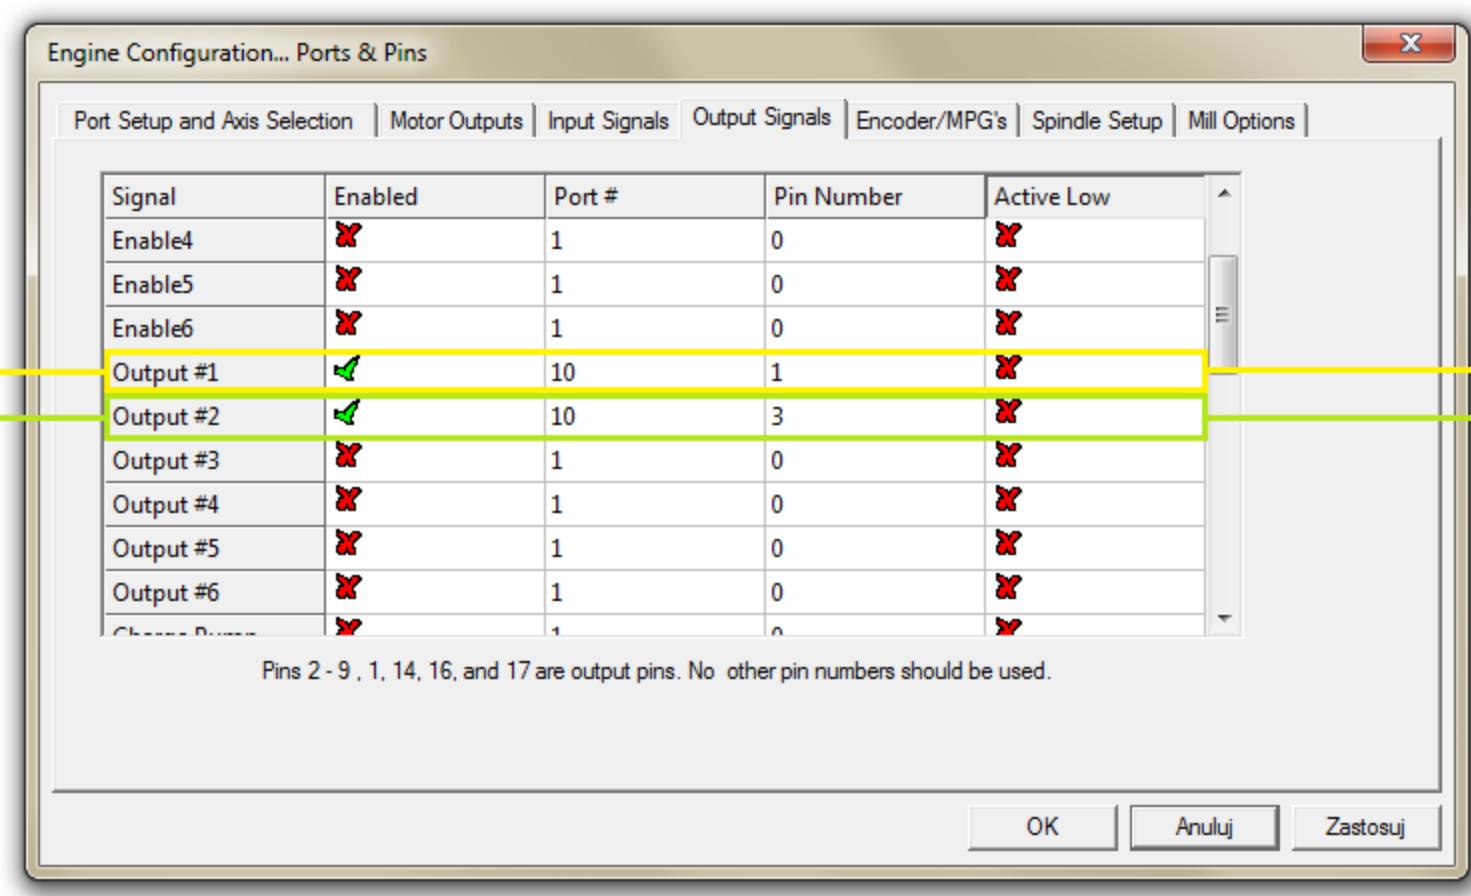 Engine Configuration... Ports & Pins
Port Setup and Axis Selection Motor Outputs Input Signals Output Signals Encoder/MPG's Spindle Setup Mill Options
Signal Enabled Port # Pin Number Active Low
Enable4 1 0
Enable5 1 0
Enable6 1 0
Output #1 10 1
Output #2 10 3
Output #3 1 0
Output #4 1 0
Output #5 1 0
Output #6 1 0
Charge Pump 1 0
Pins 2 - 9 , 1, 14, 16, and 17 are output pins. No other pin numbers should be used.
OK Anuluj Zastosuj